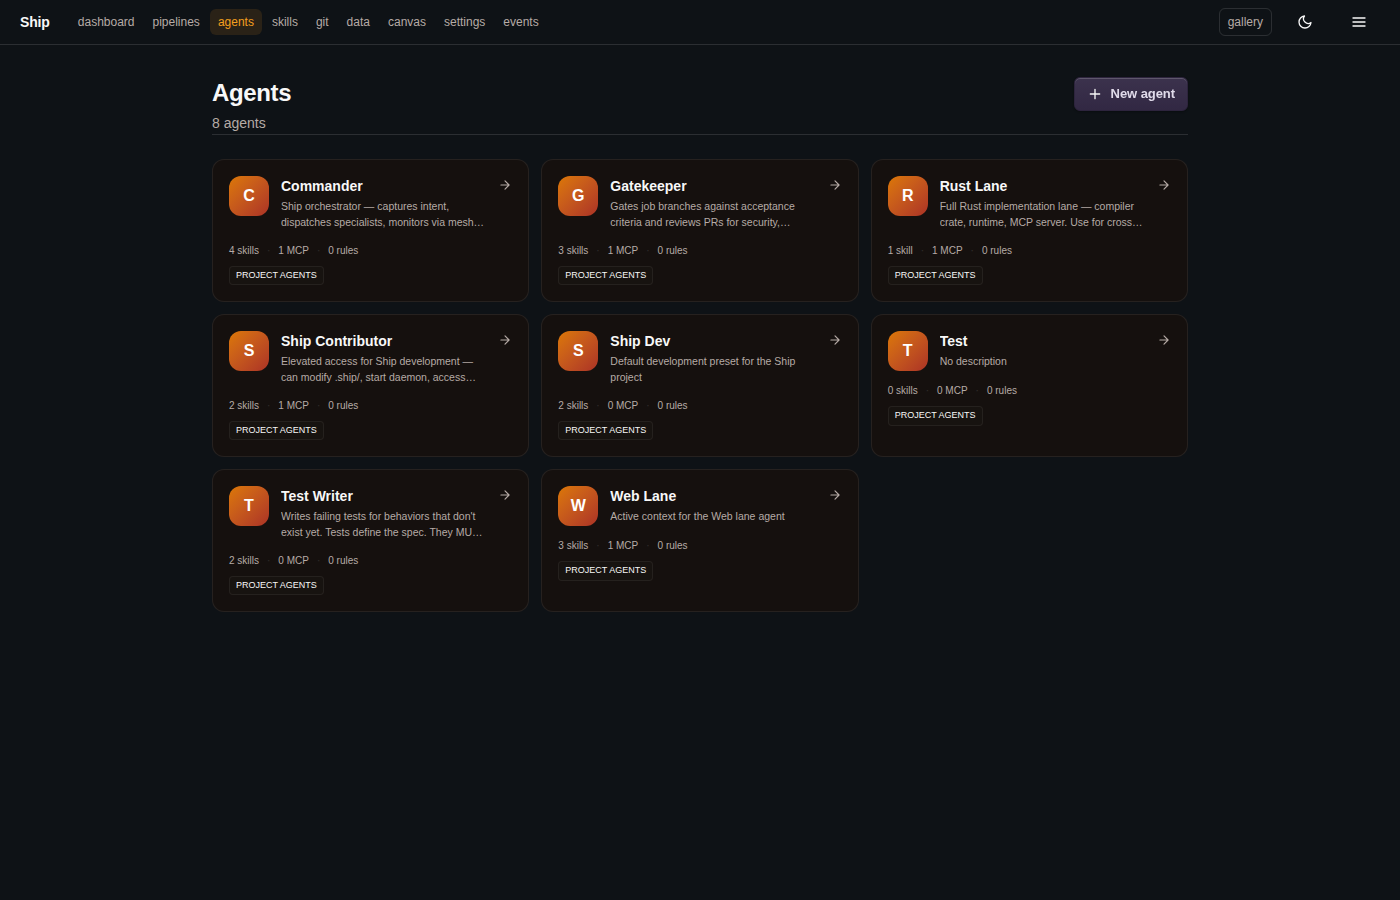 Ship
dashboard pipelines agents skills git data canvas settings events
gallery
Agents
New agent
8 agents
C
Commander
Ship orchestrator — captures intent,
dispatches specialists, monitors via mesh…
4 skills · 1 MCP · 0 rules
PROJECT AGENTS
G
Gatekeeper
Gates job branches against acceptance
criteria and reviews PRs for security,…
3 skills · 1 MCP · 0 rules
PROJECT AGENTS
R
Rust Lane
Full Rust implementation lane — compiler
crate, runtime, MCP server. Use for cross…
1 skill · 1 MCP · 0 rules
PROJECT AGENTS
S
Ship Contributor
Elevated access for Ship development —
can modify .ship/, start daemon, access…
2 skills · 1 MCP · 0 rules
PROJECT AGENTS
S
Ship Dev
Default development preset for the Ship
project
2 skills · 0 MCP · 0 rules
PROJECT AGENTS
T
Test
No description
0 skills · 0 MCP · 0 rules
PROJECT AGENTS
T
Test Writer
Writes failing tests for behaviors that don't
exist yet. Tests define the spec. They MU…
2 skills · 0 MCP · 0 rules
PROJECT AGENTS
W
Web Lane
Active context for the Web lane agent
3 skills · 1 MCP · 0 rules
PROJECT AGENTS